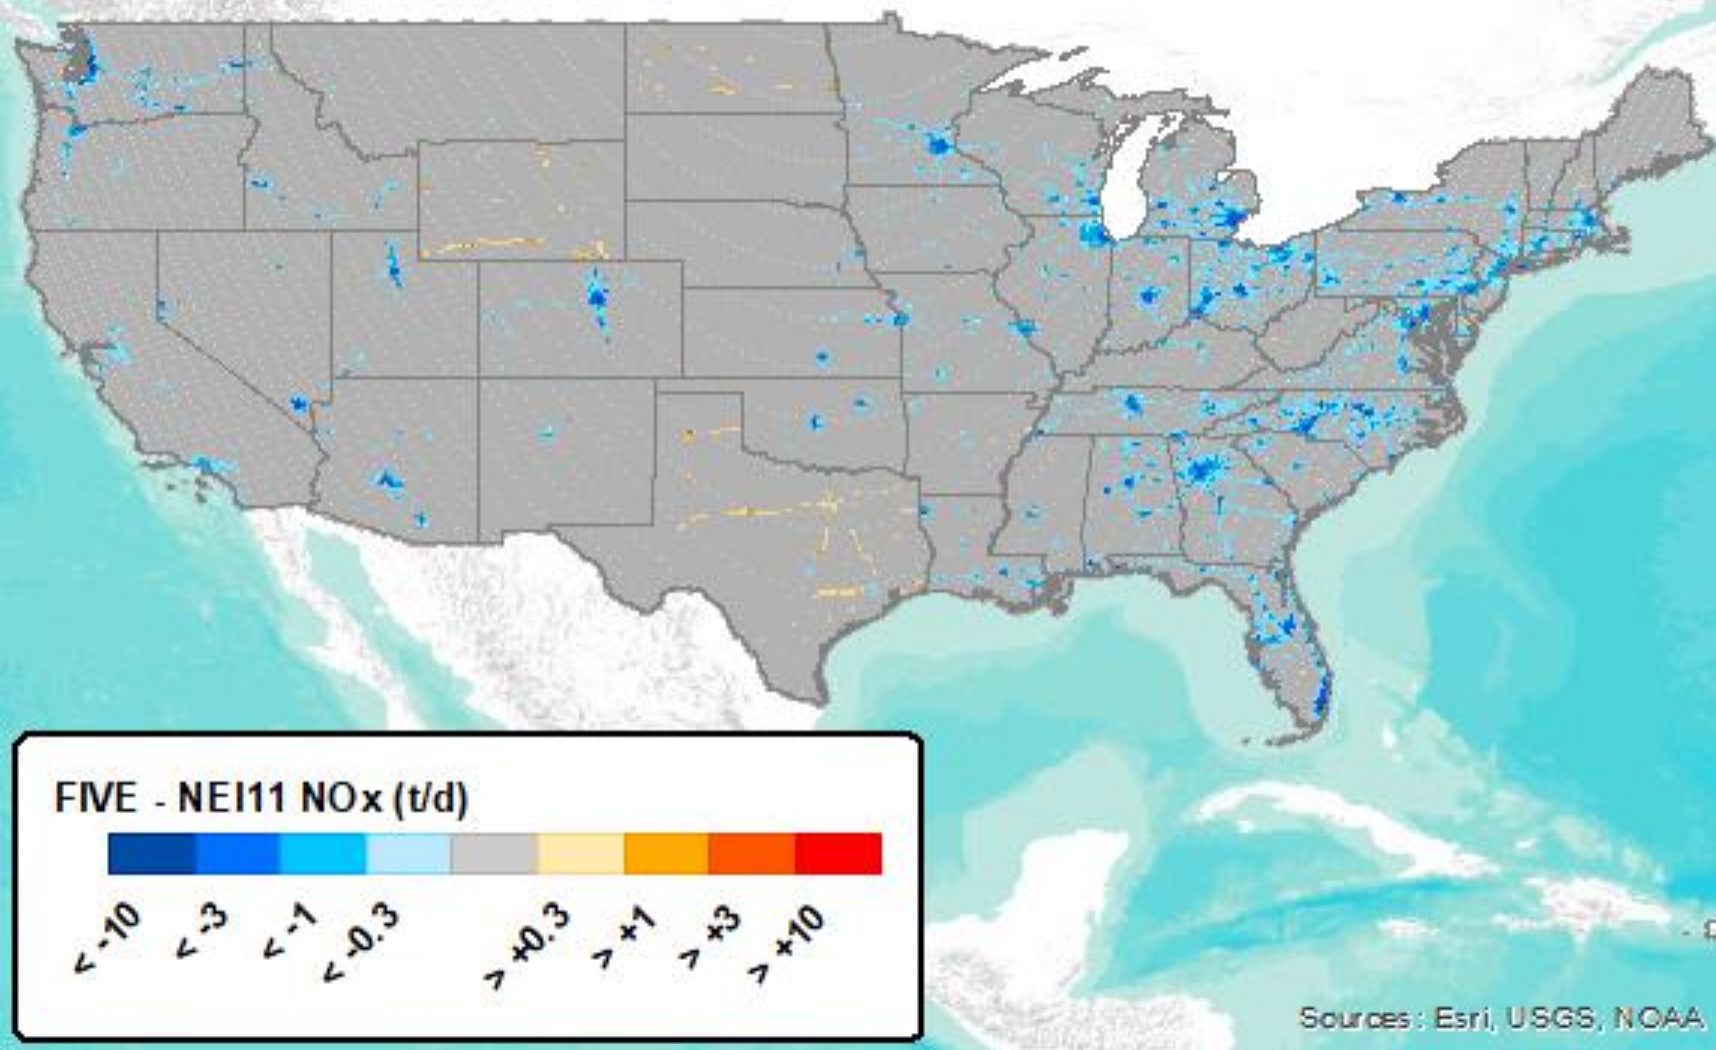 FIVE - NEI11 NOx (t/d)
< -10 < -3 < -1 < -0.3 > +0.3 > +1 > +3 > +10
Sources: Esri, USGS, NOAA